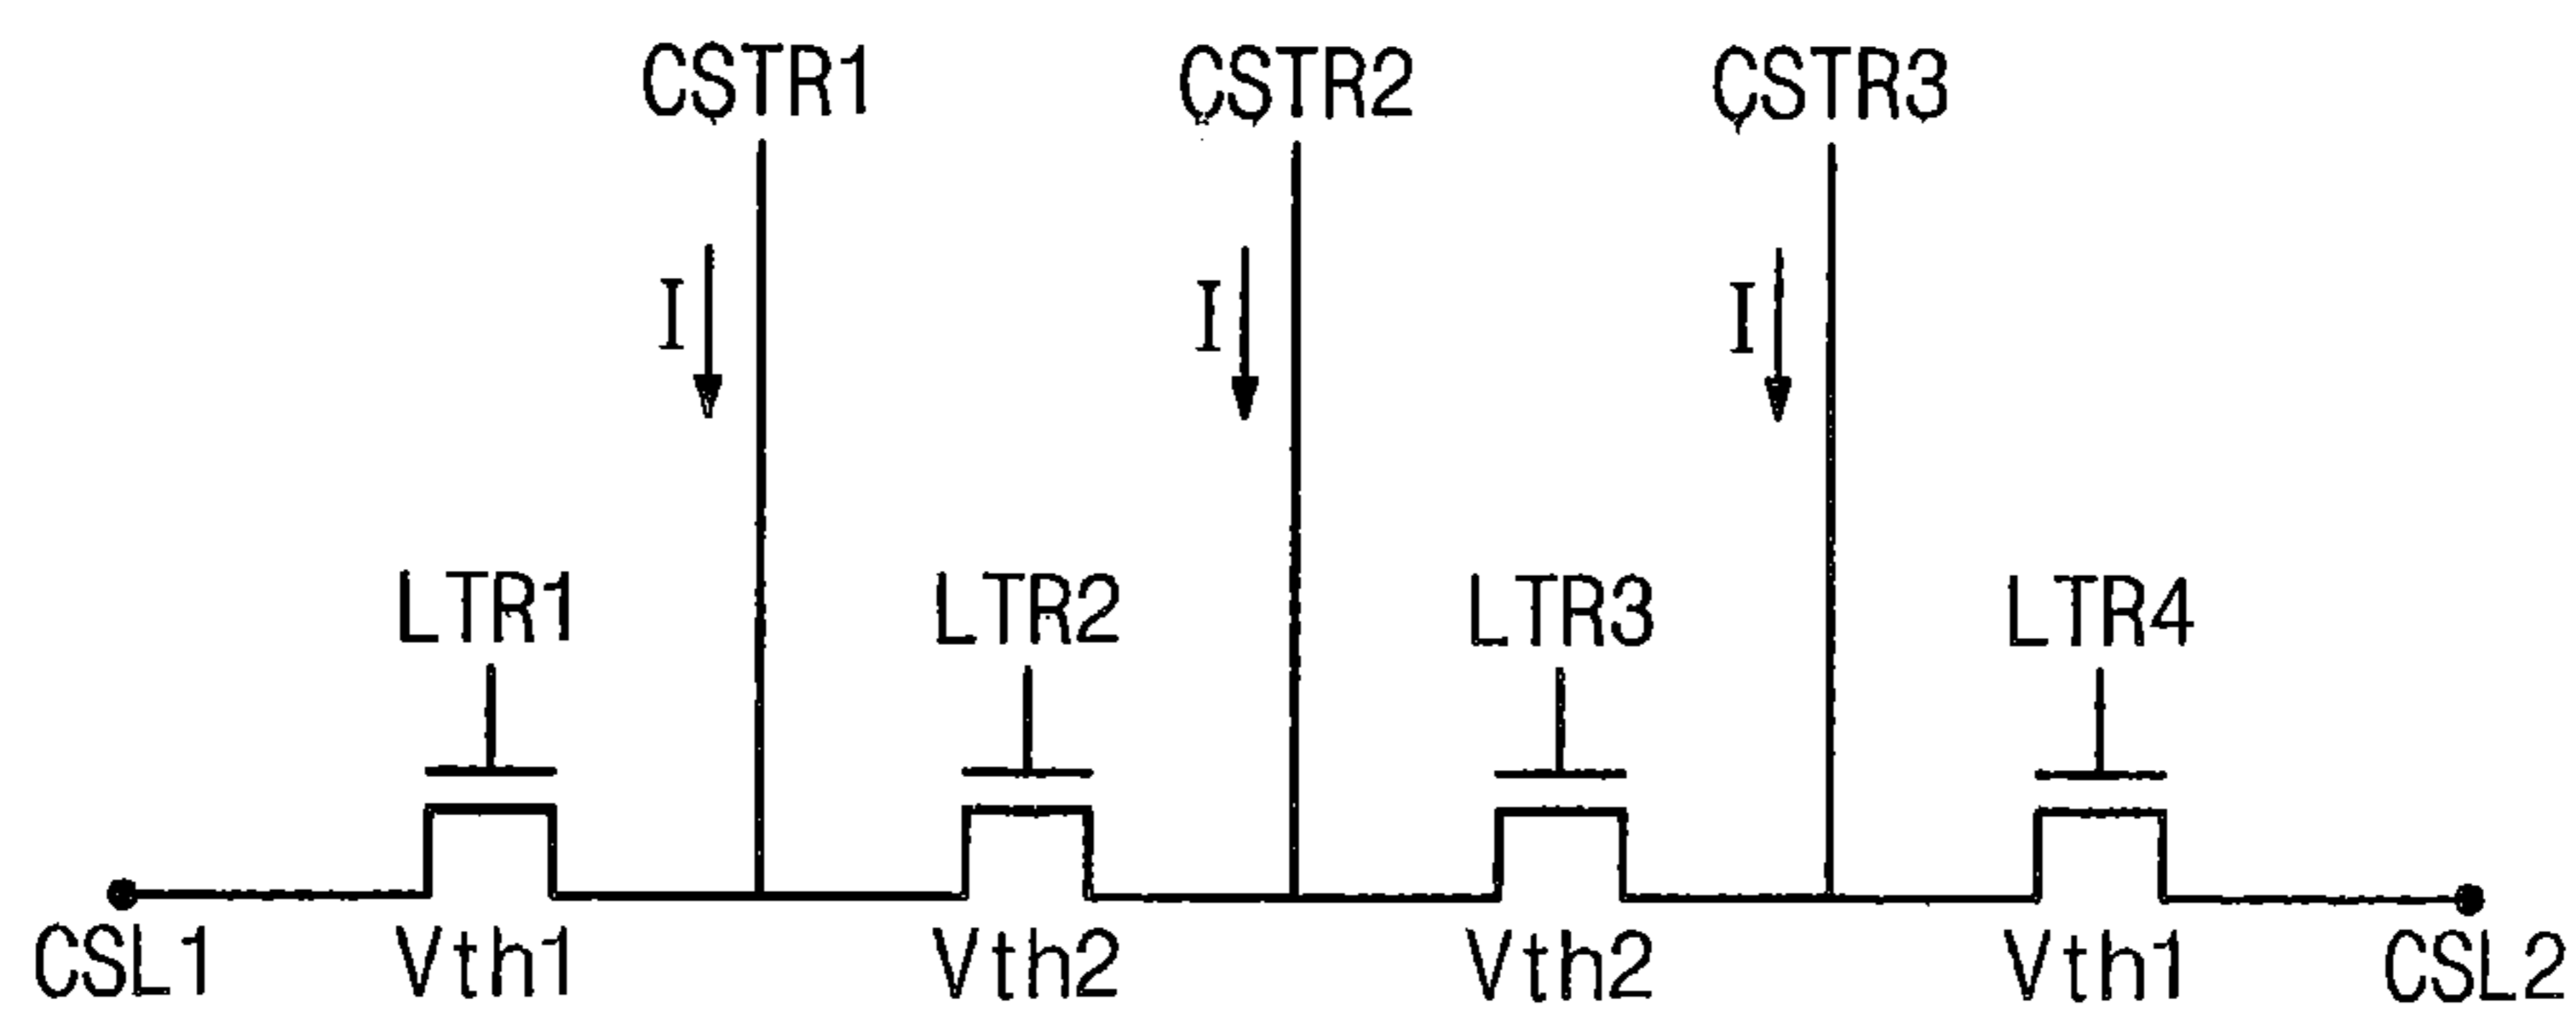 CSTR1 CSTR2 CSTR3
I I I
LTR1 LTR2 LTR3 LTR4
CSL1 Vth1 Vth2 Vth2 Vth1 CSL2